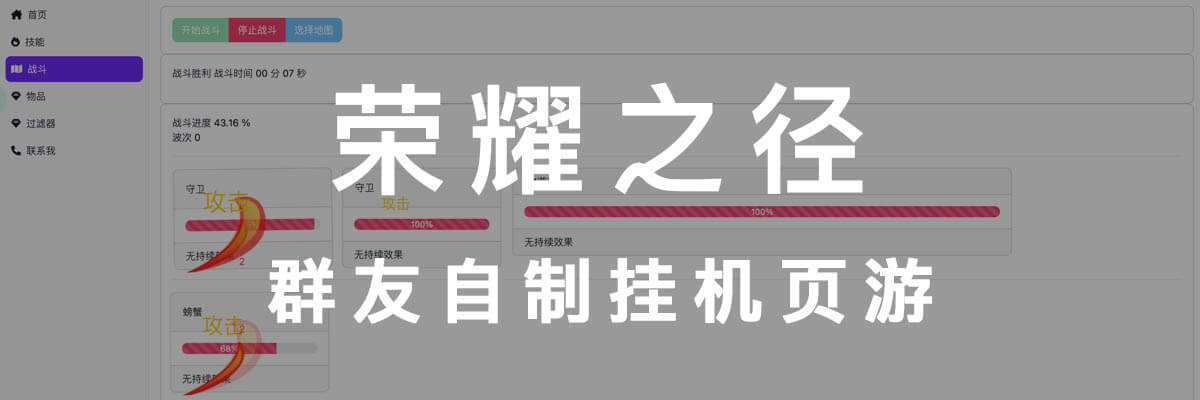 首页
技能
战斗
物品
过滤器
联系我
开始战斗 停止战斗 选择地图
战斗胜利 战斗时间 00 分 07 秒
战斗进度 43.16 %
波次 0
荣耀之径
守卫
攻击
无持续效果
2
守卫
攻击
100%
无持续效果
100%
无持续效果
群友自制挂机页游
螃蟹
攻击
2
68%
无持续效果